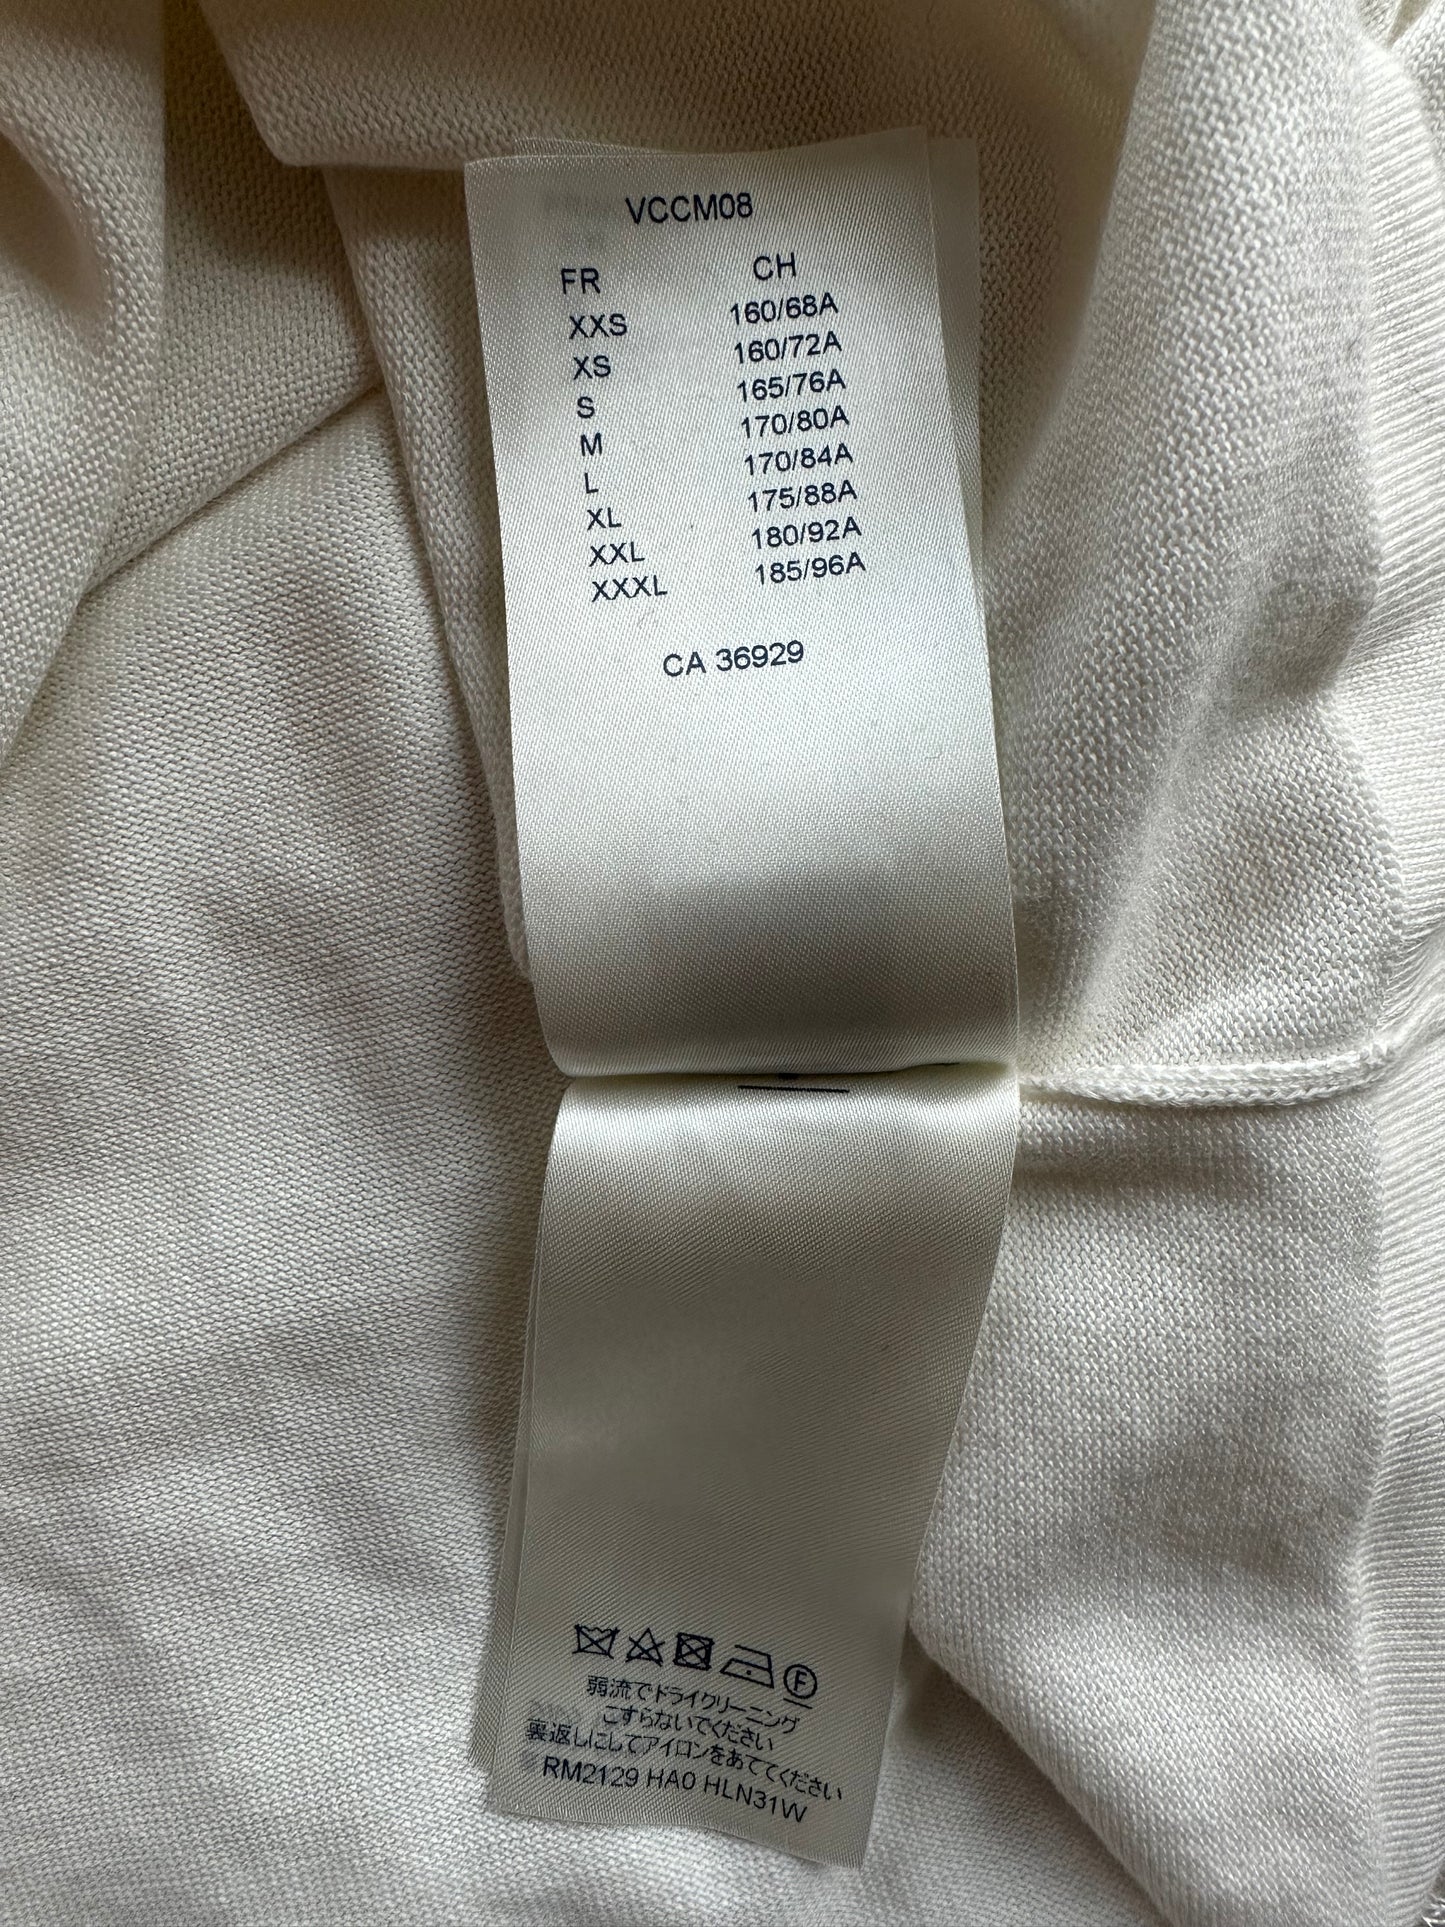 VCCM08
FR CH
XXS 160/68A
XS 160/72A
S 165/76A
M 170/80A
L 170/84A
XL 175/88A
XXL 180/92A
XXXL 185/96A
CA 36929
F
弱流でドライクリーニング
こすらないでください
裏返しにしてアイロンをあててください
RM2129 HA0 HLN31W